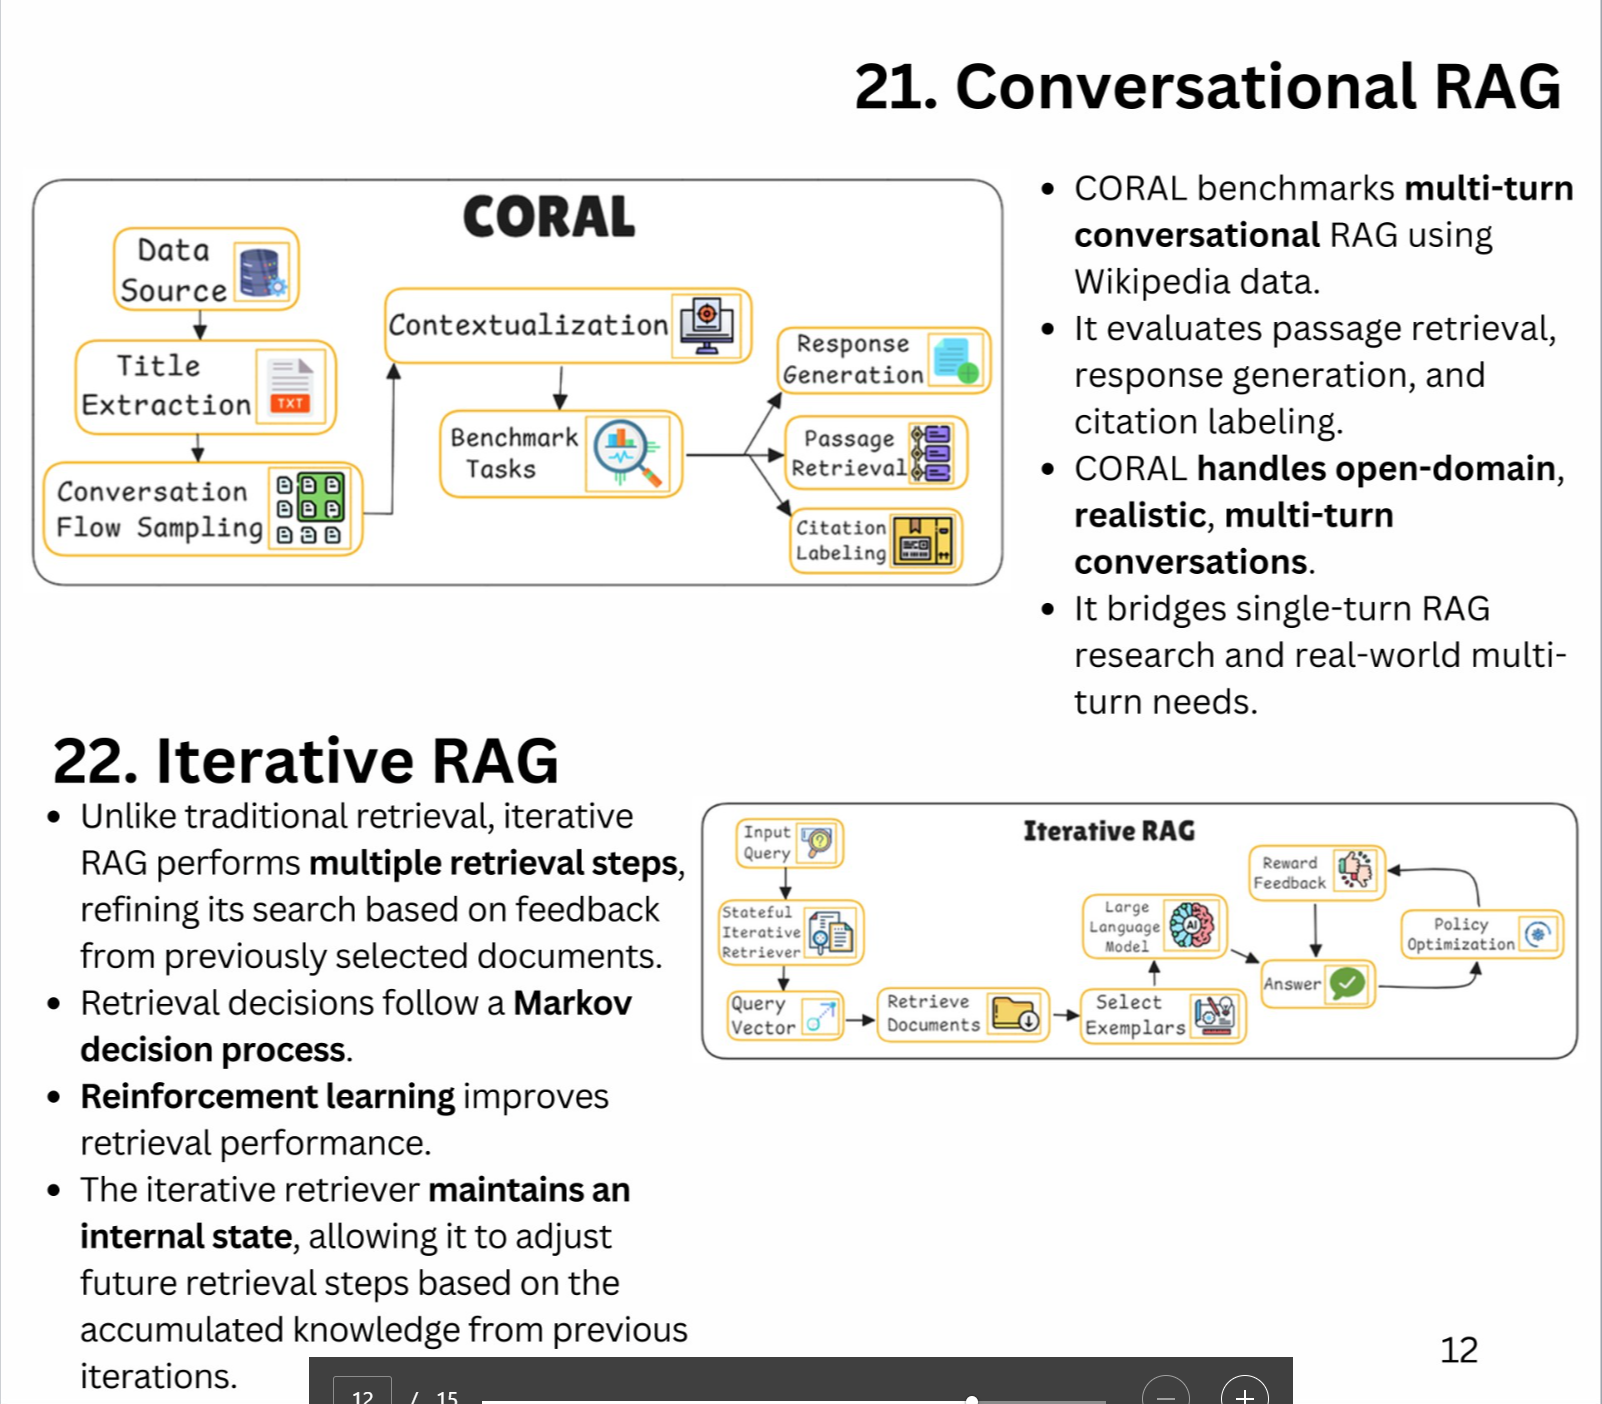 21. Conversational RAG
CORAL
Data
Source
Title
Extraction
TXT
Conversation
Flow Sampling
Contextualization
Benchmark
Tasks
Response
Generation
Passage
Retrieval
Citation
Labeling
• CORAL benchmarks multi-turn
conversational RAG using
Wikipedia data.
• It evaluates passage retrieval,
response generation, and
citation labeling.
• CORAL handles open-domain,
realistic, multi-turn
conversations.
• It bridges single-turn RAG
research and real-world multi-
turn needs.
22. Iterative RAG
• Unlike traditional retrieval, iterative
RAG performs multiple retrieval steps,
refining its search based on feedback
from previously selected documents.
• Retrieval decisions follow a Markov
decision process.
• Reinforcement learning improves
retrieval performance.
• The iterative retriever maintains an
internal state, allowing it to adjust
future retrieval steps based on the
accumulated knowledge from previous
iterations.
Iterative RAG
Input
Query
Stateful
Iterative
Retriever
Query
Vector
Retrieve
Documents
Select
Exemplars
Large
Language
Model
AI
Reward
Feedback
Answer
Policy
Optimization
12
12 / 15